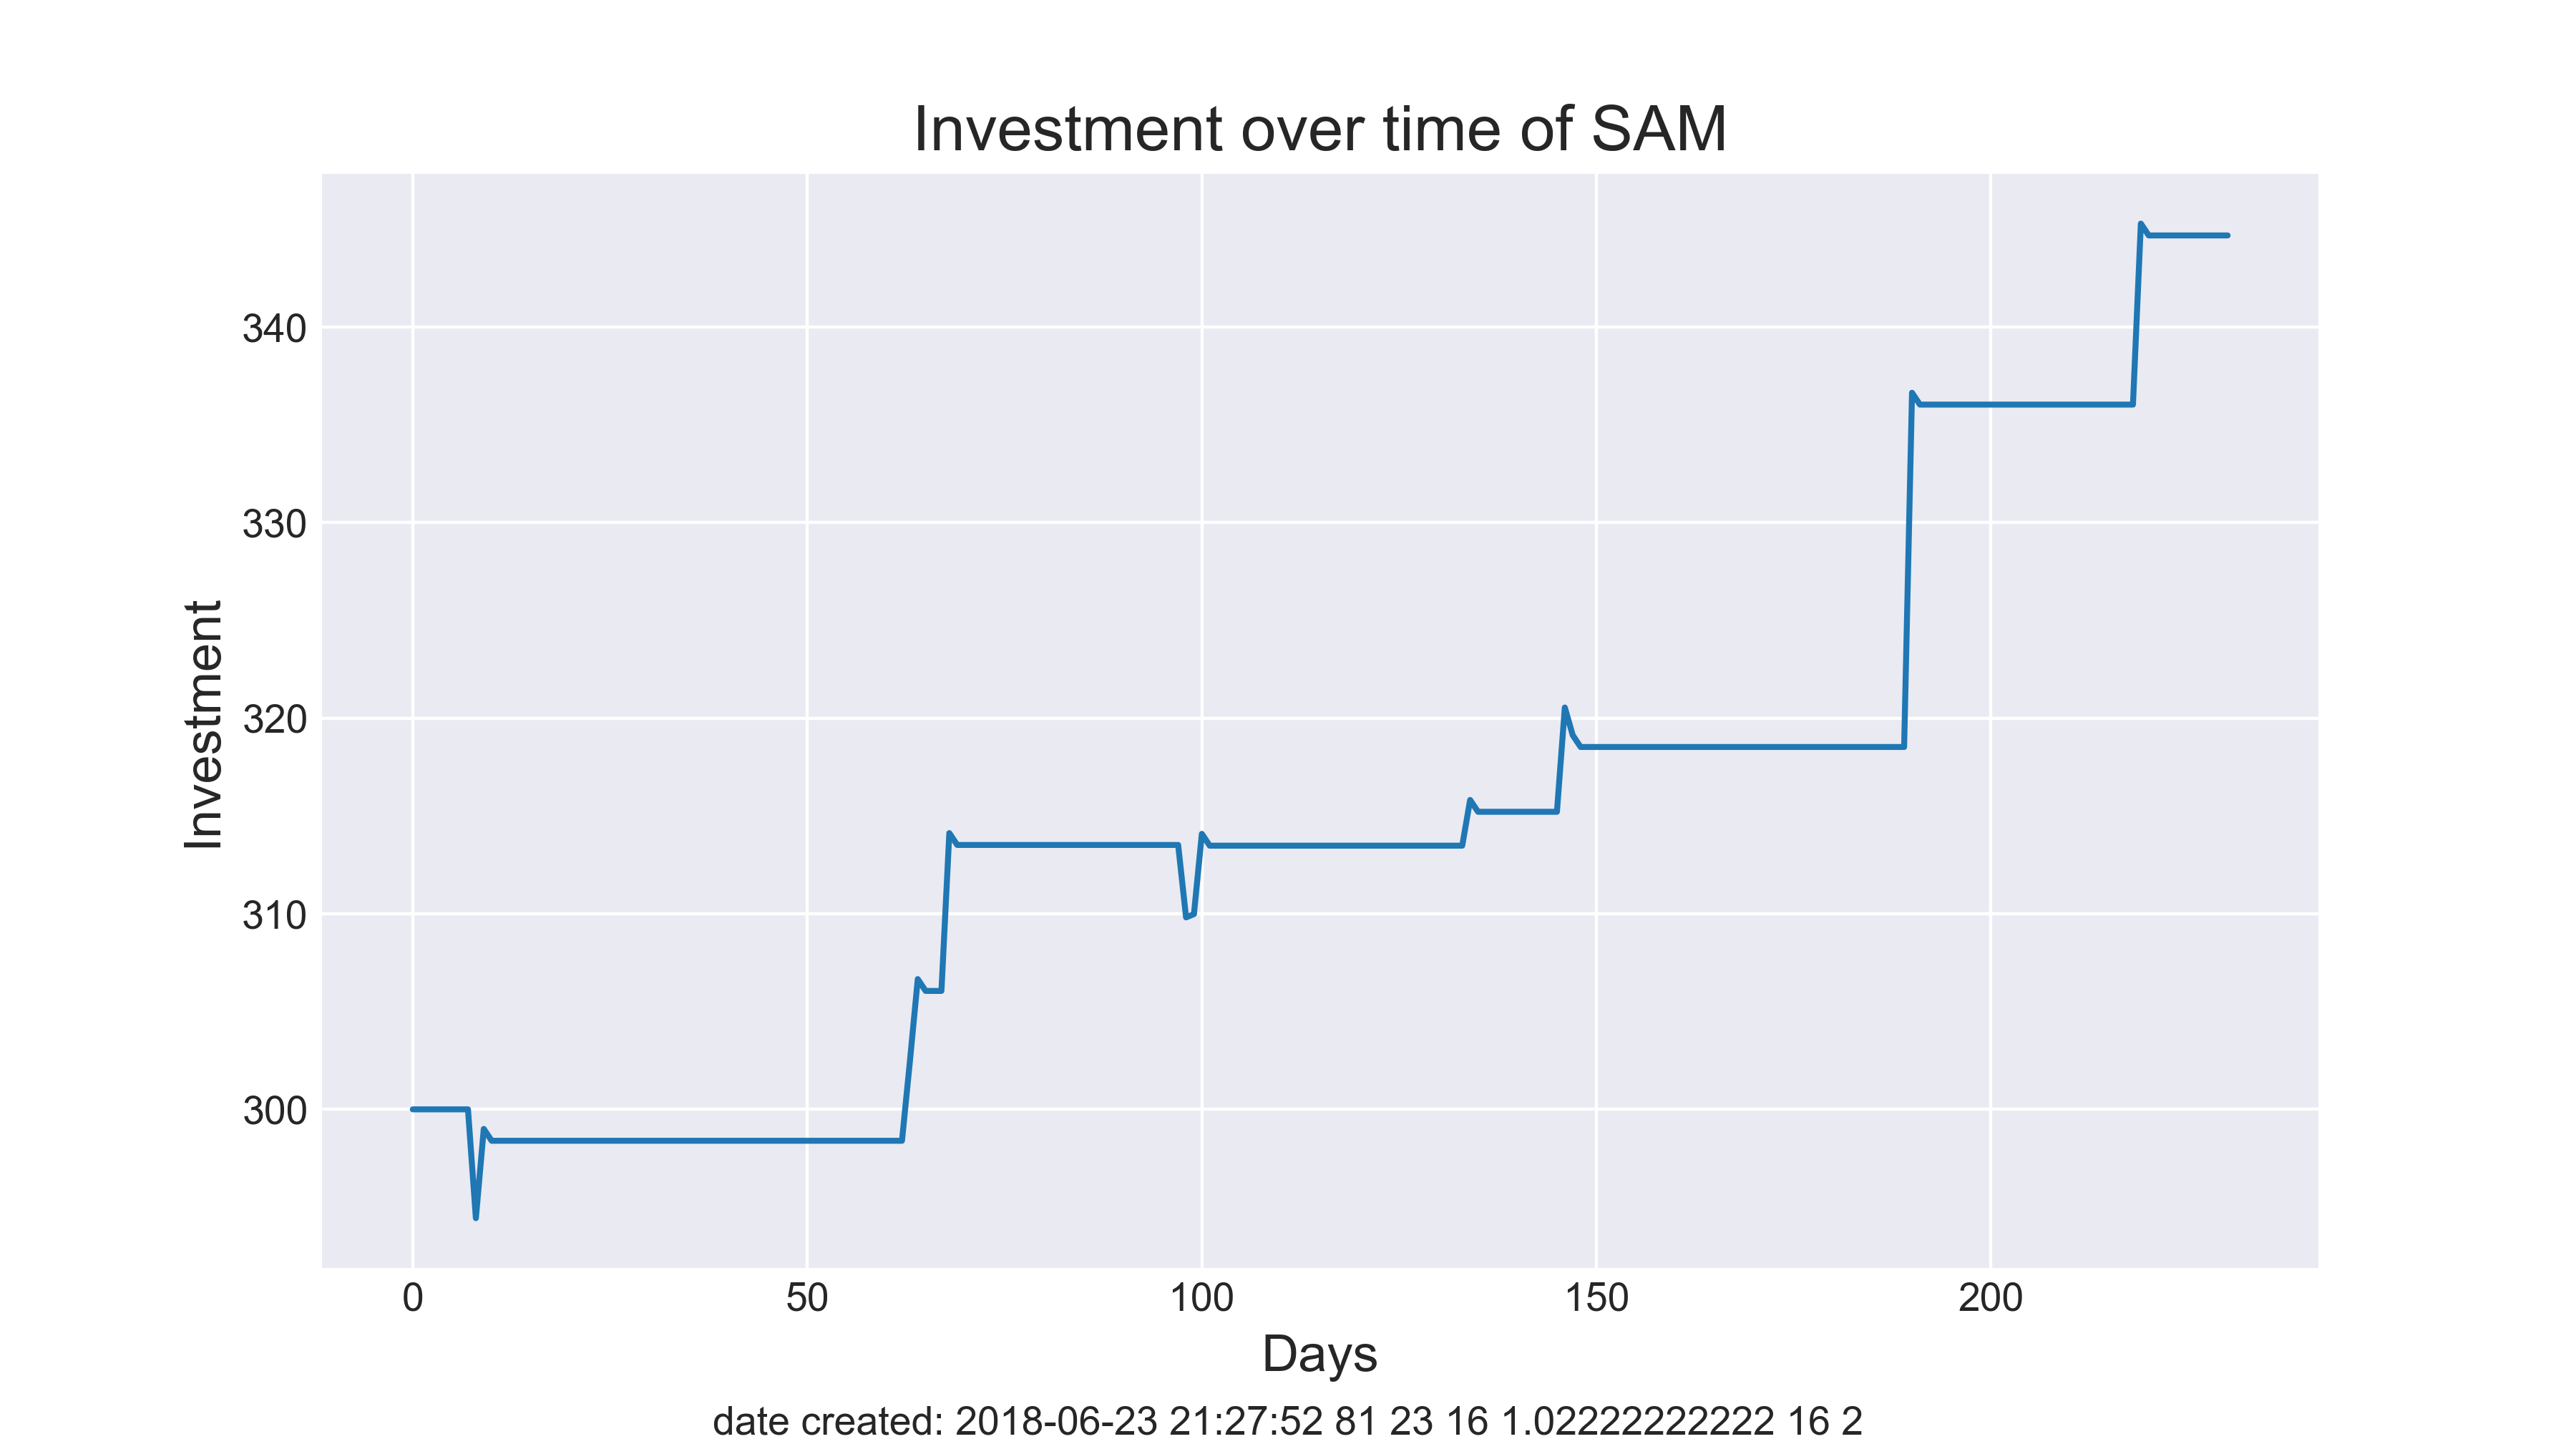 Investment over time of SAM
340
330
320
310
300
Investment
0 50 100 150 200
Days
date created: 2018-06-23 21:27:52 81 23 16 1.02222222222 16 2